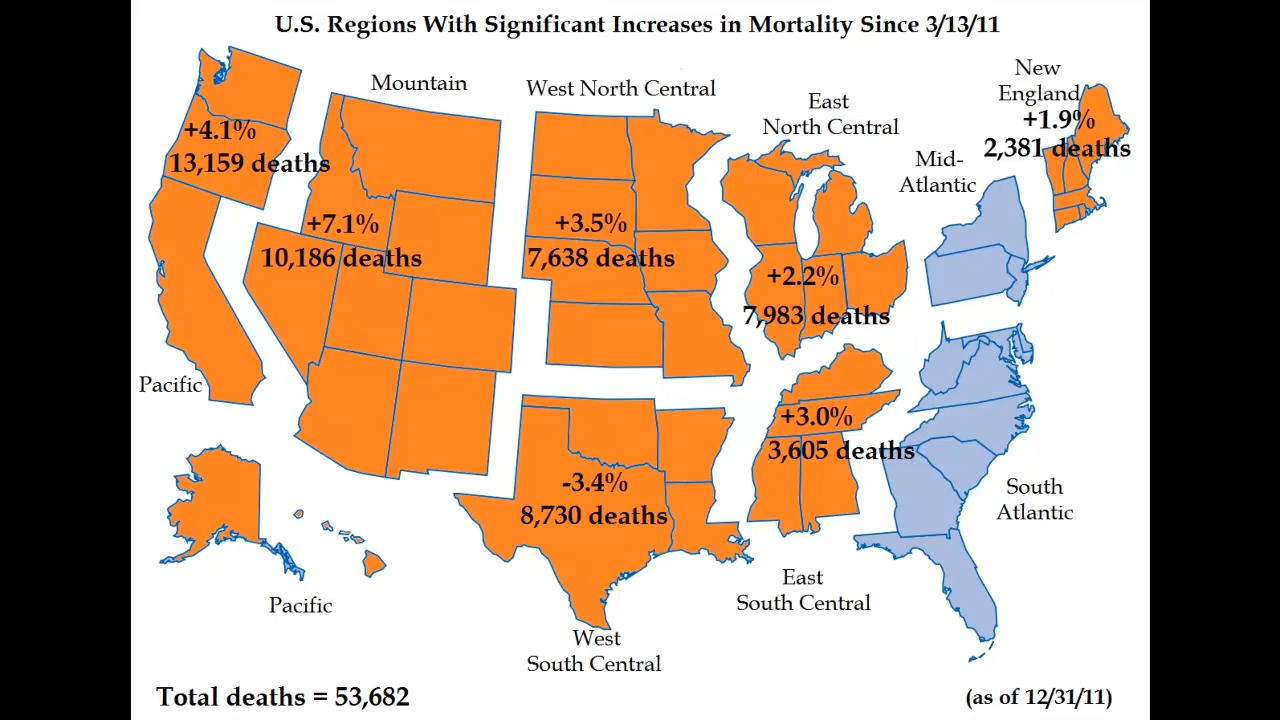 U.S. Regions With Significant Increases in Mortality Since 3/13/11
Mountain
West North Central
East
North Central
New
England
+1.9%
2,381 deaths
Mid-
Atlantic
+4.1%
13,159 deaths
+7.1%
10,186 deaths
+3.5%
7,638 deaths
+2.2%
7,983 deaths
Pacific
+3.0%
3,605 deaths
-3.4%
8,730 deaths
South
Atlantic
Pacific
East
South Central
West
South Central
Total deaths = 53,682
(as of 12/31/11)